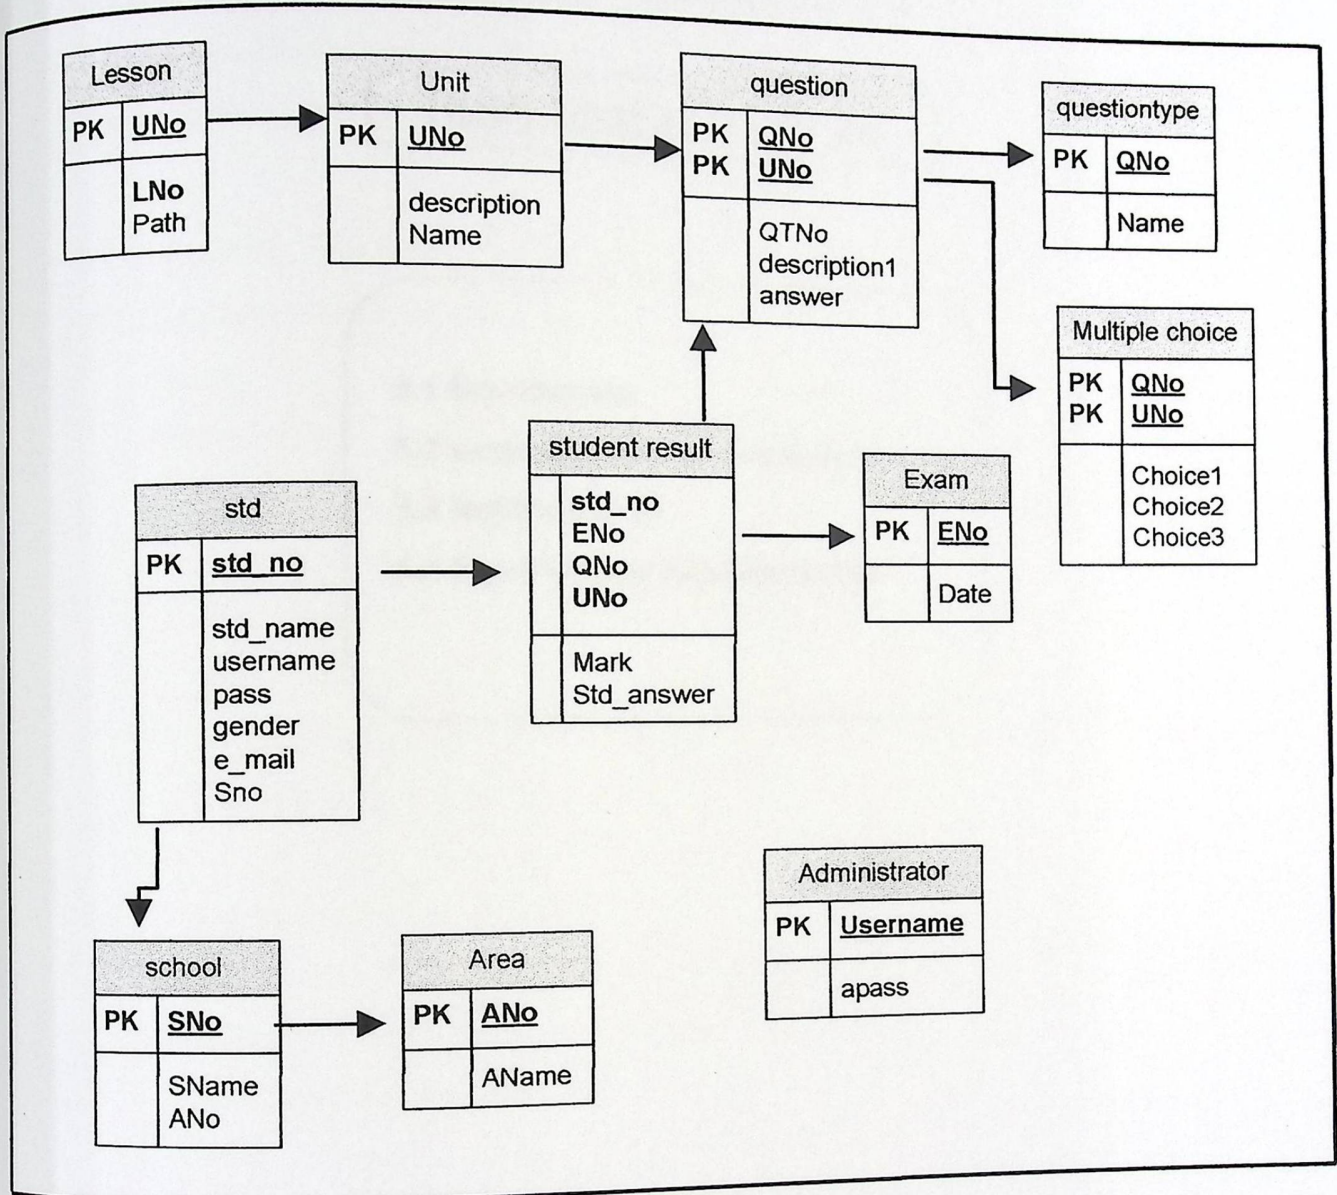 Lesson
PK UNo
LNo
Path
Unit
PK UNo
description
Name
question
PK QNo
PK UNo
QTNo
description1
answer
questiontype
PK QNo
Name
Multiple choice
PK QNo
PK UNo
Choice1
Choice2
Choice3
student result
std_no
ENo
QNo
UNo
Mark
Std_answer
Exam
PK ENo
Date
std
PK std_no
std_name
username
pass
gender
e_mail
Sno
school
PK SNo
SName
ANo
Area
PK ANo
AName
Administrator
PK Username
apass